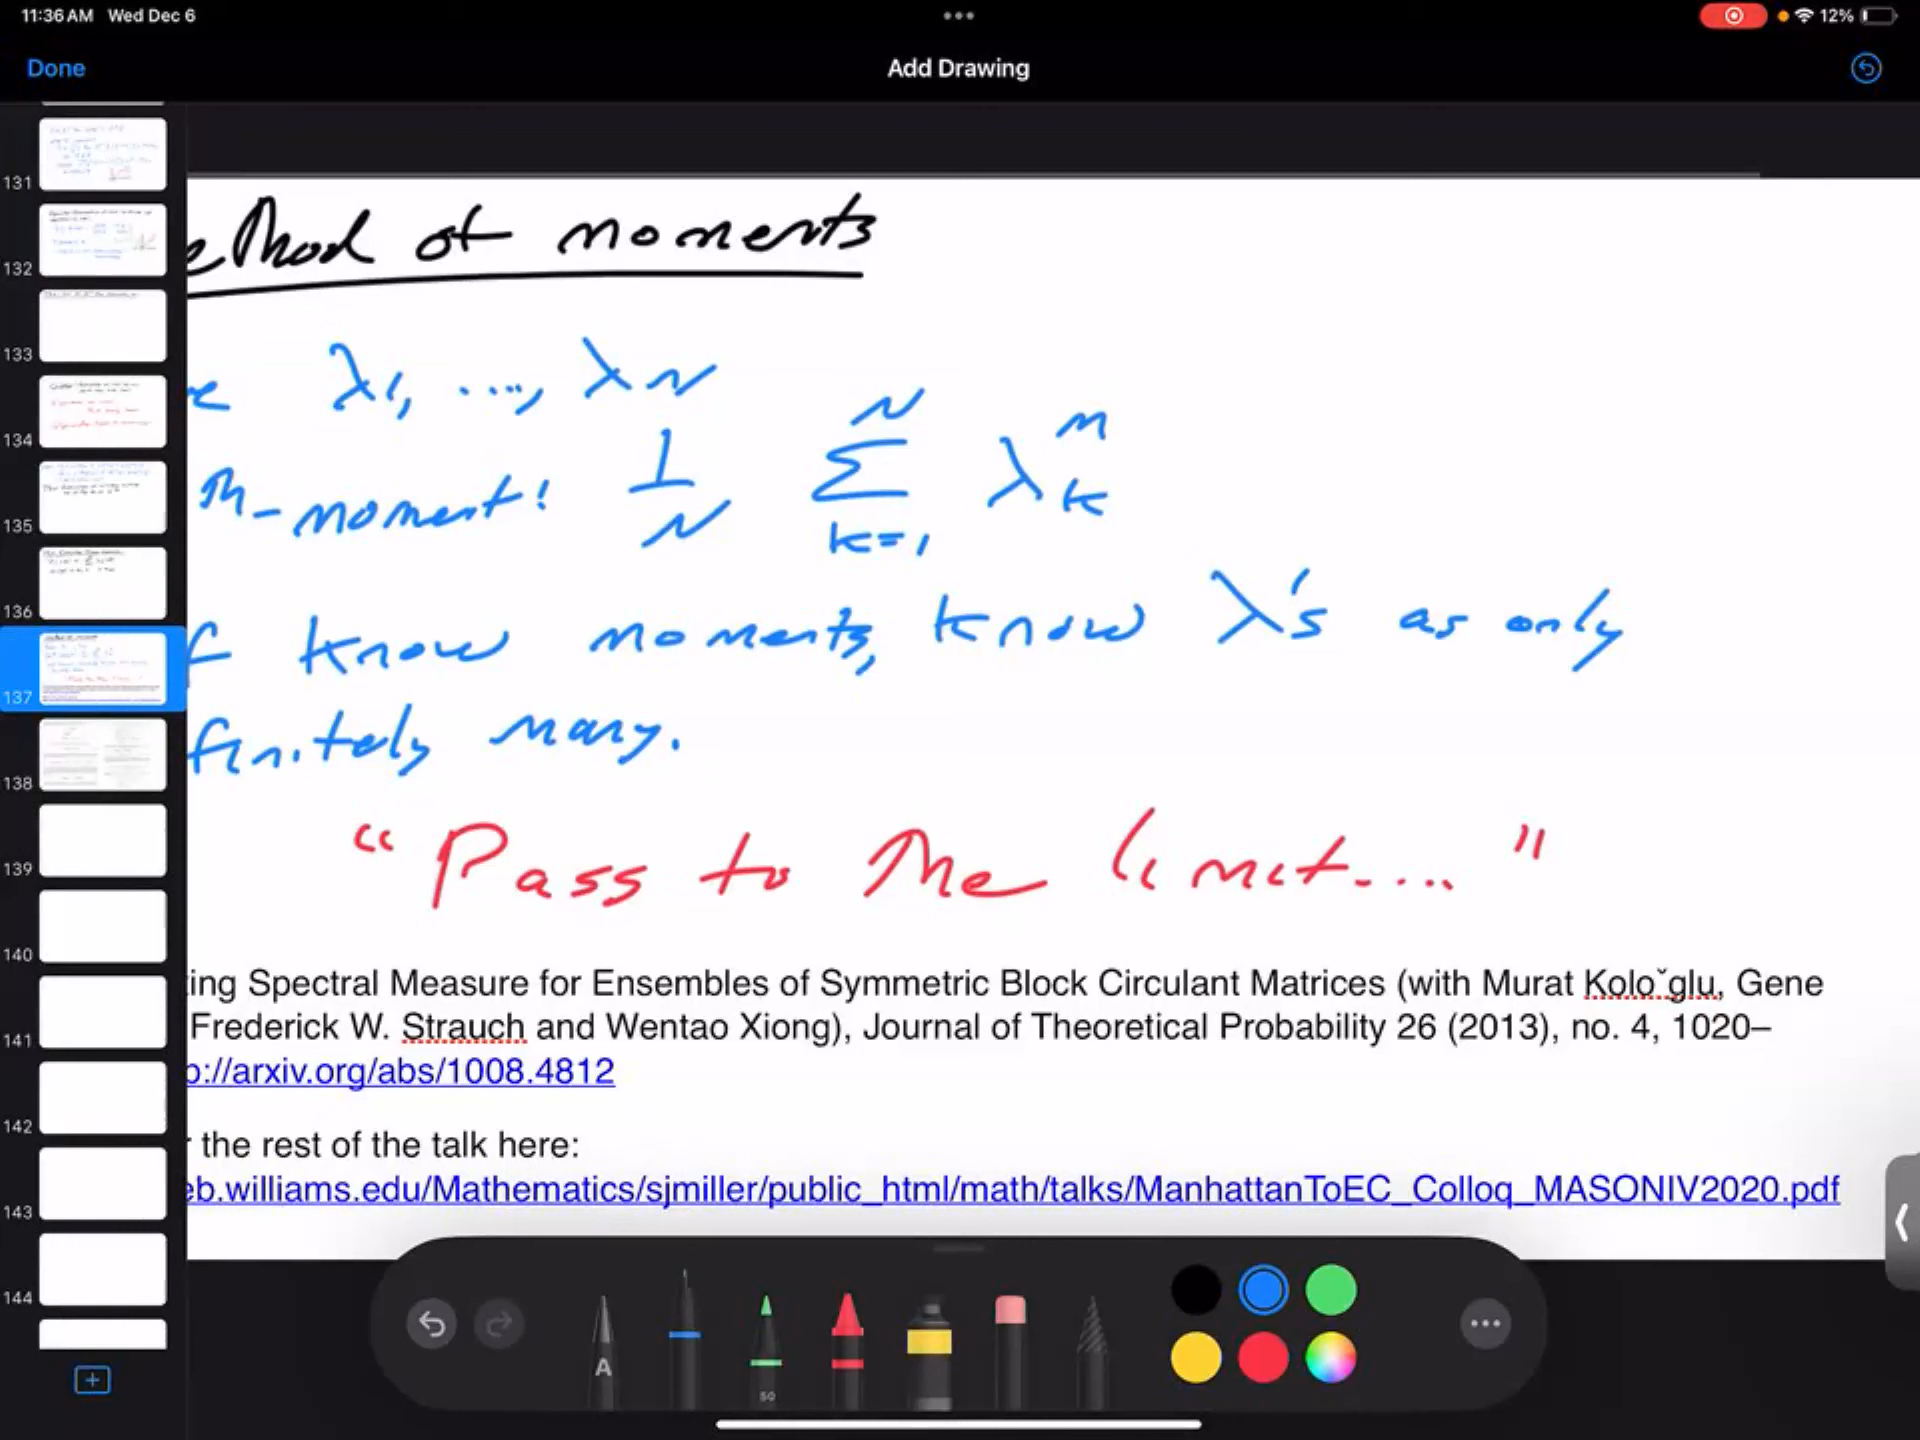 11:36 AM Wed Dec 6
12%
Done
Add Drawing
131
132
133
134
135
136
137
138
139
140
141
142
143
144
ethod of moments
e λ1, ..., λN
m-moment: 1/N Σ_{k=1}^{N} λ_k^m
f know moments, know λ's as only
finitely many.
"Pass to the limit...."
ting Spectral Measure for Ensembles of Symmetric Block Circulant Matrices (with Murat Koloˇglu, Gene
Frederick W. Strauch and Wentao Xiong), Journal of Theoretical Probability 26 (2013), no. 4, 1020–
p://arxiv.org/abs/1008.4812
r the rest of the talk here:
eb.williams.edu/Mathematics/sjmiller/public_html/math/talks/ManhattanToEC_Colloq_MASONIV2020.pdf
A
50